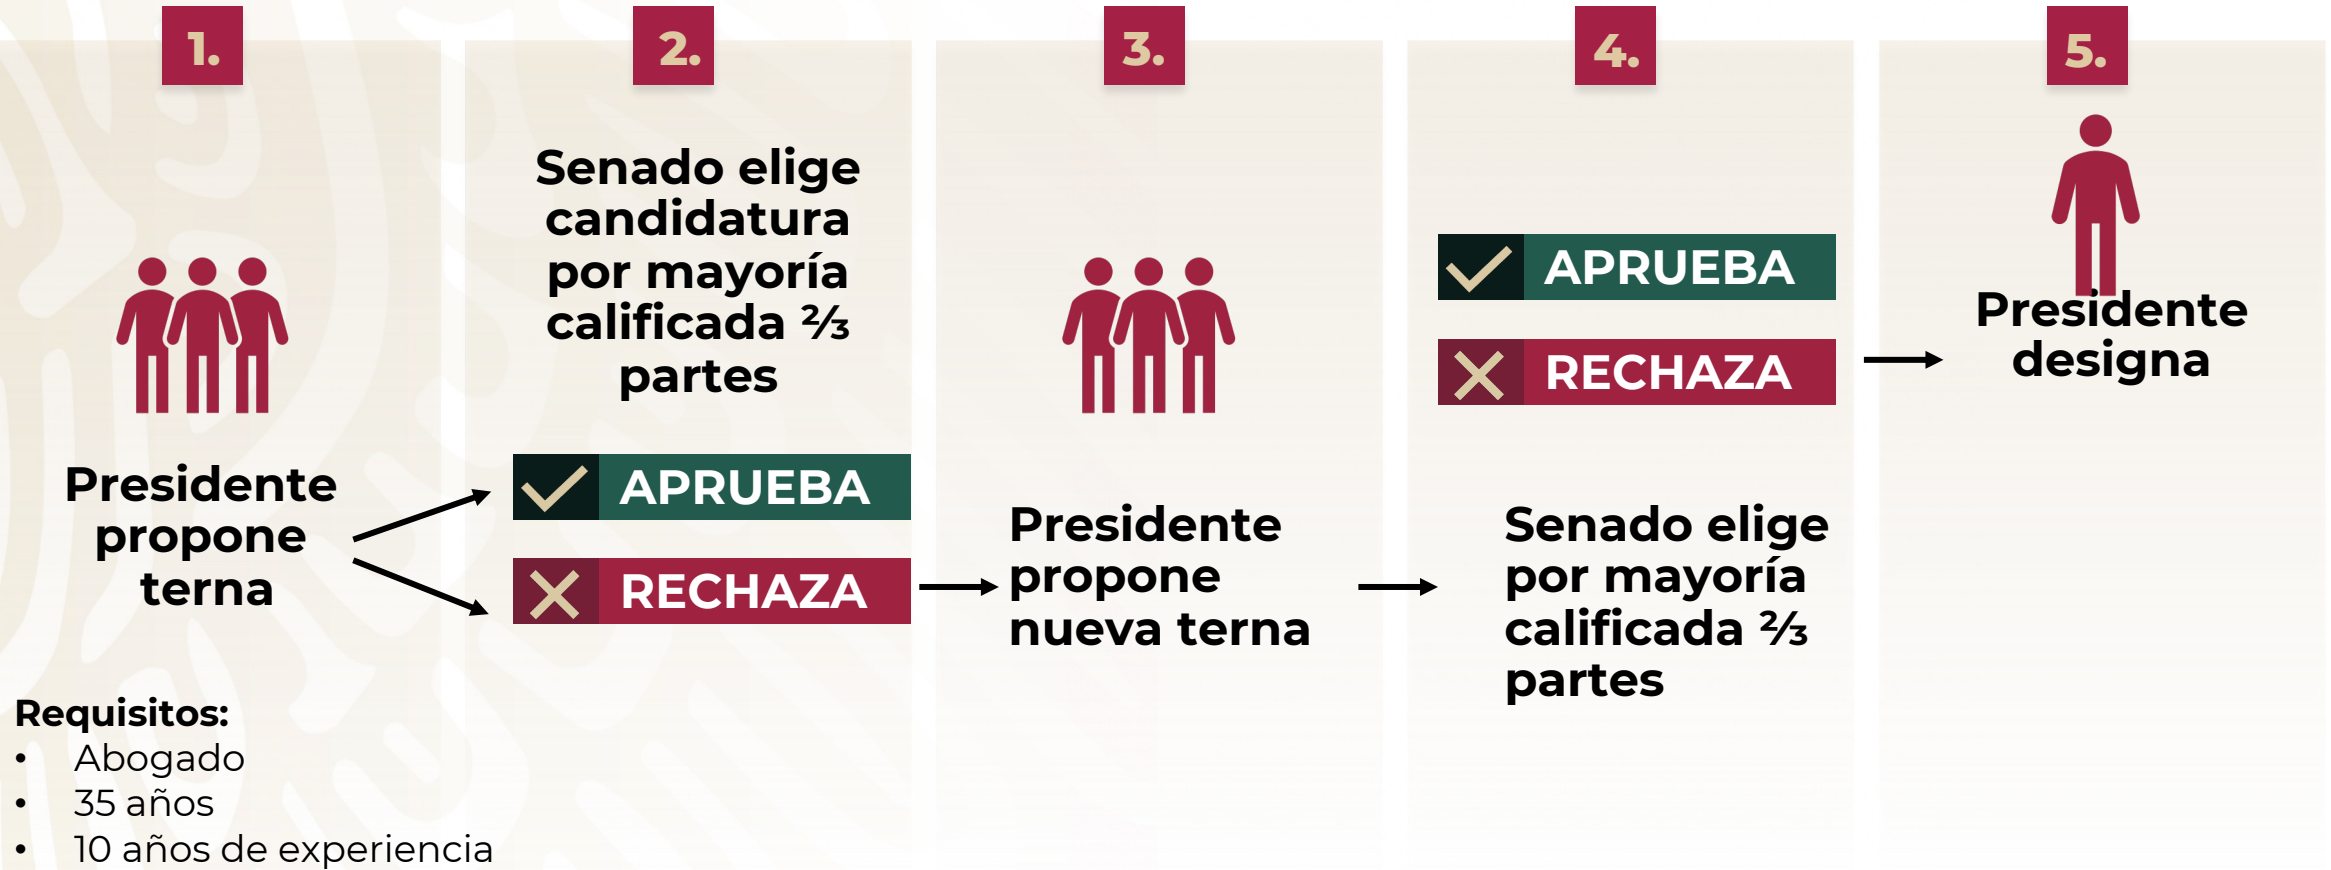 1.
Presidente
propone
terna
Requisitos:
• Abogado
• 35 años
• 10 años de experiencia
2.
Senado elige
candidatura
por mayoría
calificada ⅔
partes
APRUEBA
RECHAZA
3.
Presidente
propone
nueva terna
4.
APRUEBA
RECHAZA
Senado elige
por mayoría
calificada ⅔
partes
5.
Presidente
designa